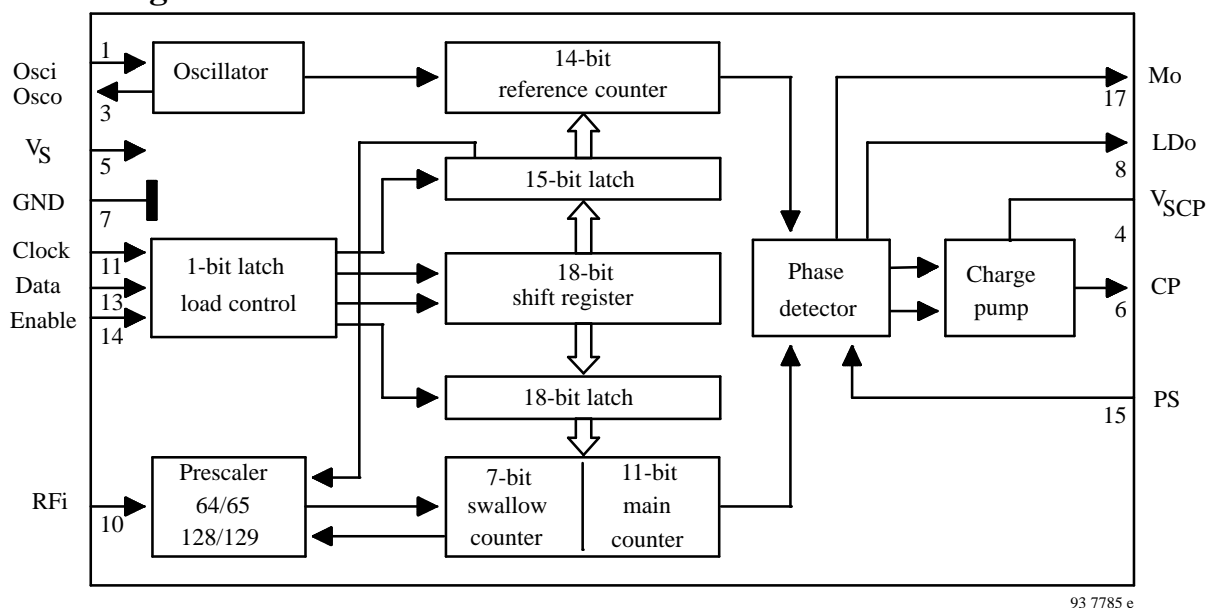 1
Osci
Osco
3
Oscillator
14-bit
reference counter
Mo
17
VS
5
15-bit latch
LDo
8
GND
7
VSCP
4
Clock
11
Data
13
Enable
14
1-bit latch
load control
18-bit
shift register
Phase
detector
Charge
pump
CP
6
18-bit latch
PS
15
RFi
10
Prescaler
64/65
128/129
7-bit
swallow
counter
11-bit
main
counter
93 7785 e